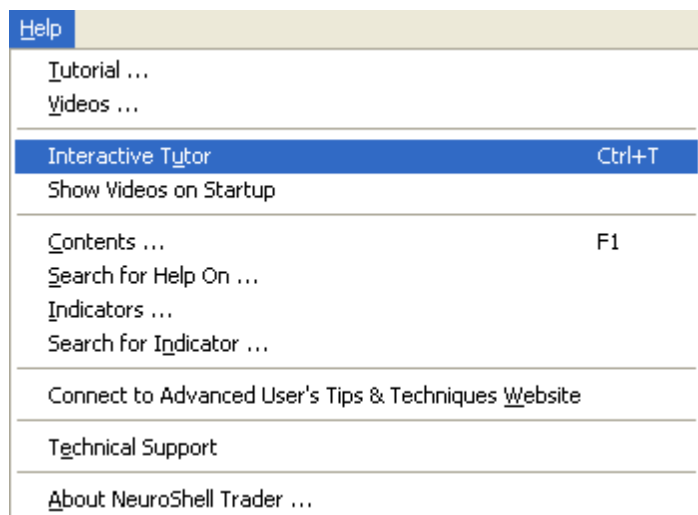 Help
Tutorial ...
Videos ...
Interactive Tutor Ctrl+T
Show Videos on Startup
Contents ... F1
Search for Help On ...
Indicators ...
Search for Indicator ...
Connect to Advanced User's Tips & Techniques Website
Technical Support
About NeuroShell Trader ...